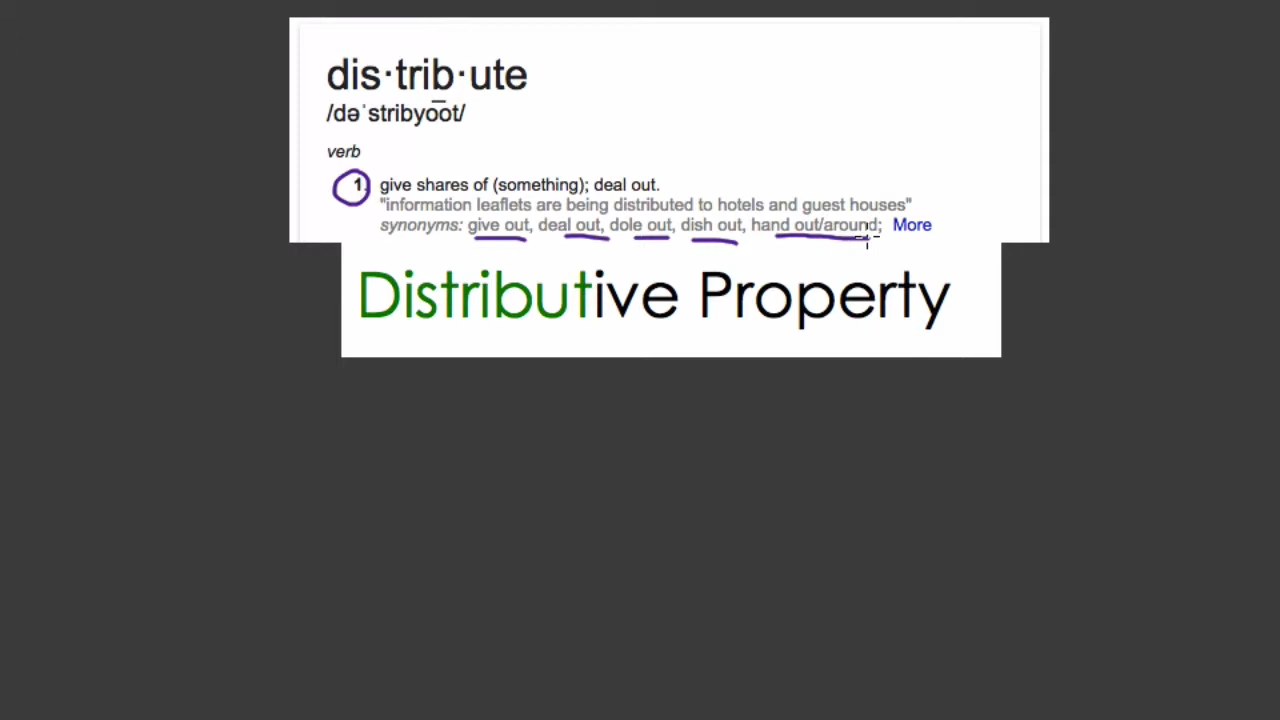 dis·trib·ute
/dəˈstribyo͞ot/
verb
1. give shares of (something); deal out.
"information leaflets are being distributed to hotels and guest houses"
synonyms: give out, deal out, dole out, dish out, hand out/around; More
Distributive Property